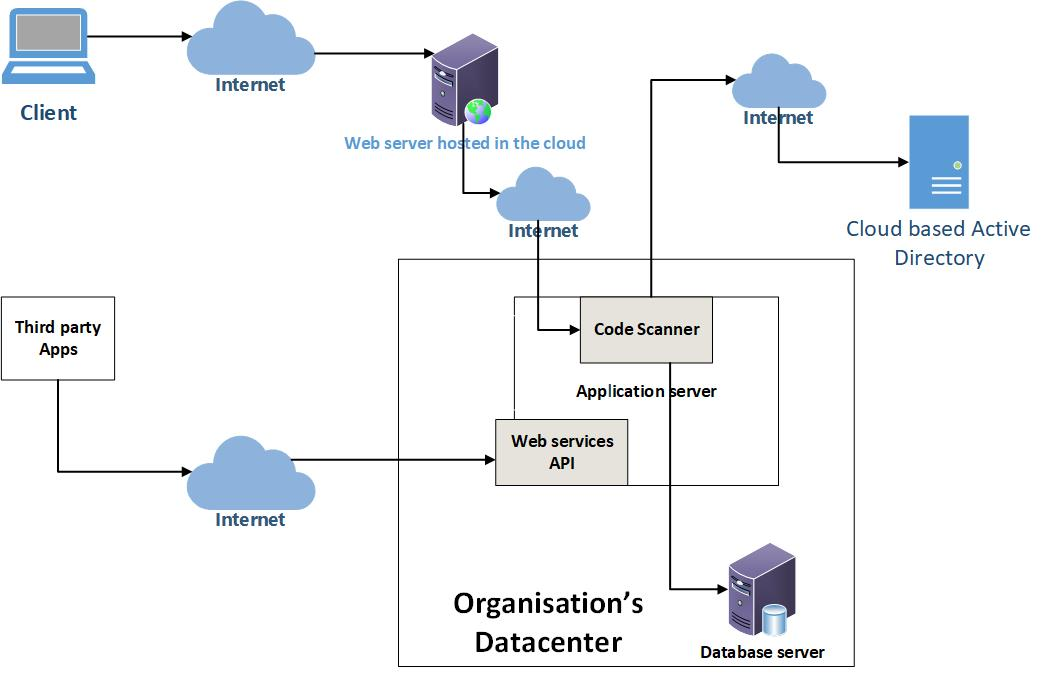 Client
Internet
Web server hosted in the cloud
Internet
Internet
Cloud based Active
Directory
Third party
Apps
Code Scanner
Application server
Web services
API
Internet
Organisation's
Datacenter
Database server